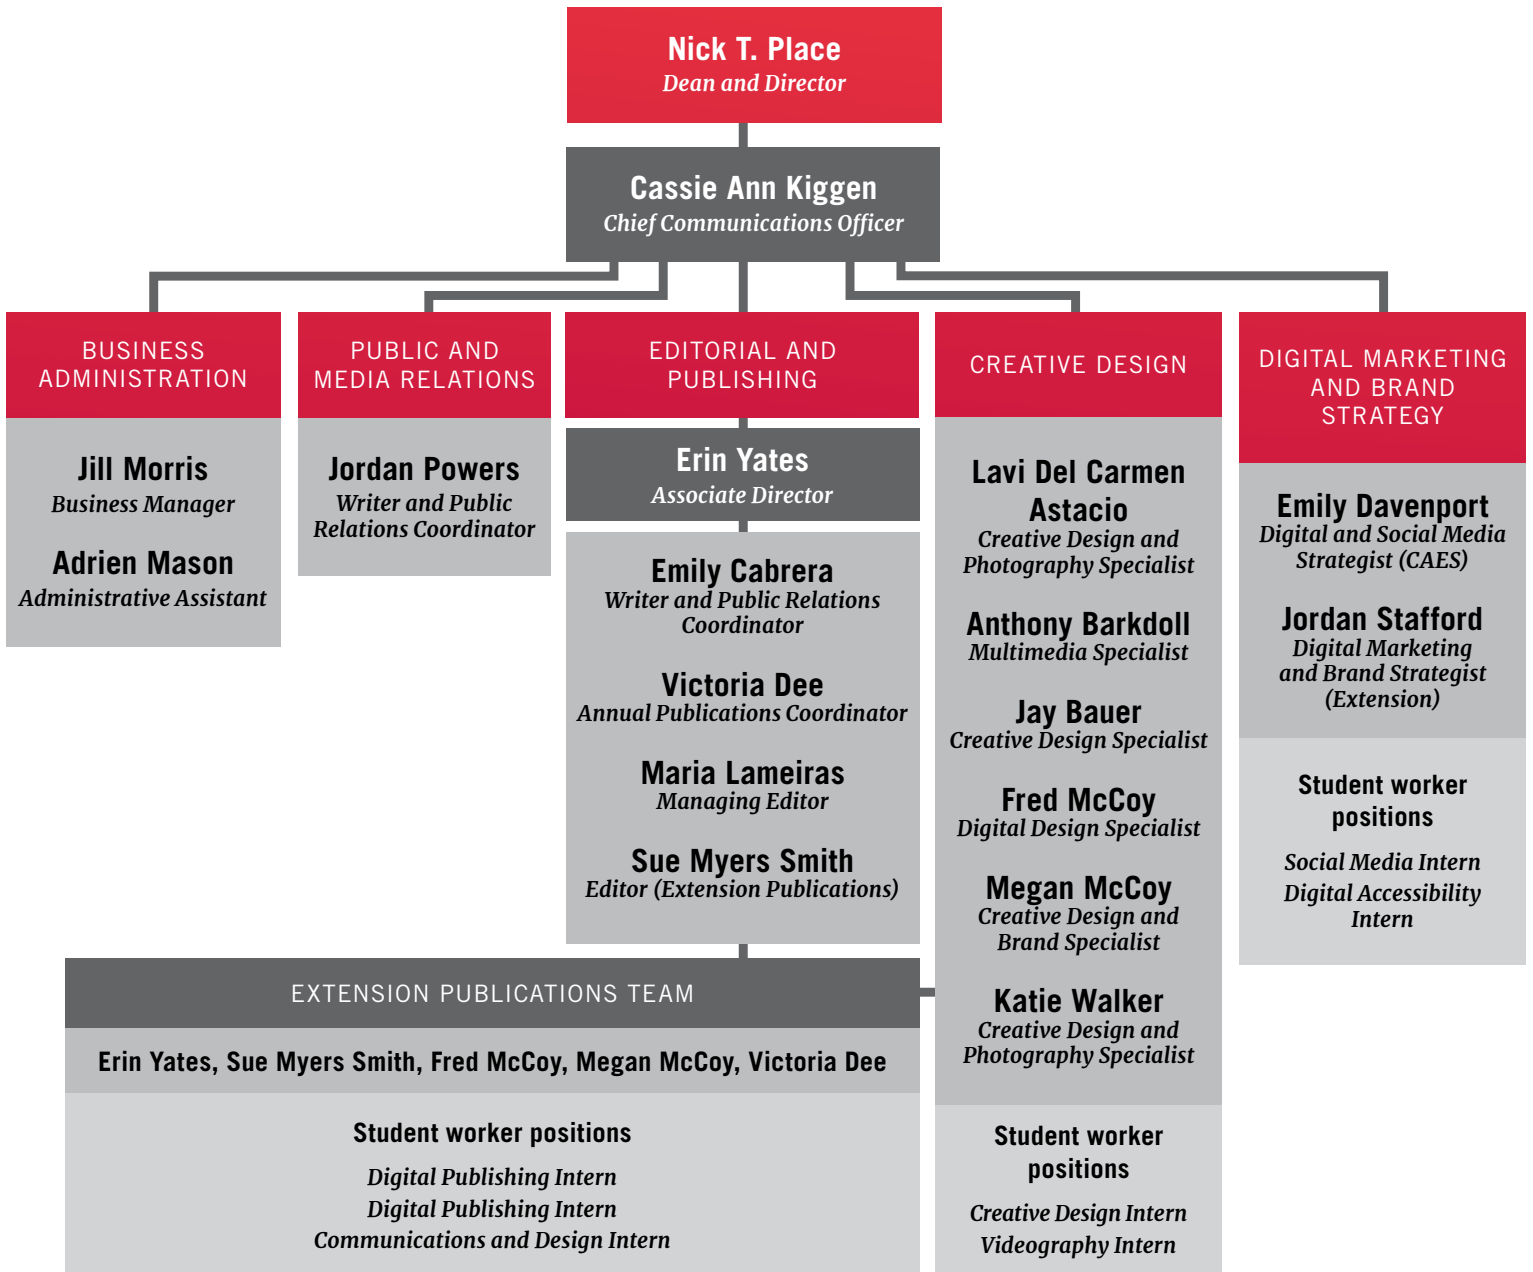 Nick T. Place
Dean and Director
Cassie Ann Kiggen
Chief Communications Officer
BUSINESS
ADMINISTRATION
Jill Morris
Business Manager
Adrien Mason
Administrative Assistant
PUBLIC AND
MEDIA RELATIONS
Jordan Powers
Writer and Public
Relations Coordinator
EDITORIAL AND
PUBLISHING
Erin Yates
Associate Director
Emily Cabrera
Writer and Public Relations
Coordinator
Victoria Dee
Annual Publications Coordinator
Maria Lameiras
Managing Editor
Sue Myers Smith
Editor (Extension Publications)
CREATIVE DESIGN
Lavi Del Carmen
Astacio
Creative Design and
Photography Specialist
Anthony Barkdoll
Multimedia Specialist
Jay Bauer
Creative Design Specialist
Fred McCoy
Digital Design Specialist
Megan McCoy
Creative Design and
Brand Specialist
Katie Walker
Creative Design and
Photography Specialist
Student worker
positions
Creative Design Intern
Videography Intern
DIGITAL MARKETING
AND BRAND
STRATEGY
Emily Davenport
Digital and Social Media
Strategist (CAES)
Jordan Stafford
Digital Marketing
and Brand Strategist
(Extension)
Student worker
positions
Social Media Intern
Digital Accessibility
Intern
EXTENSION PUBLICATIONS TEAM
Erin Yates, Sue Myers Smith, Fred McCoy, Megan McCoy, Victoria Dee
Student worker positions
Digital Publishing Intern
Digital Publishing Intern
Communications and Design Intern